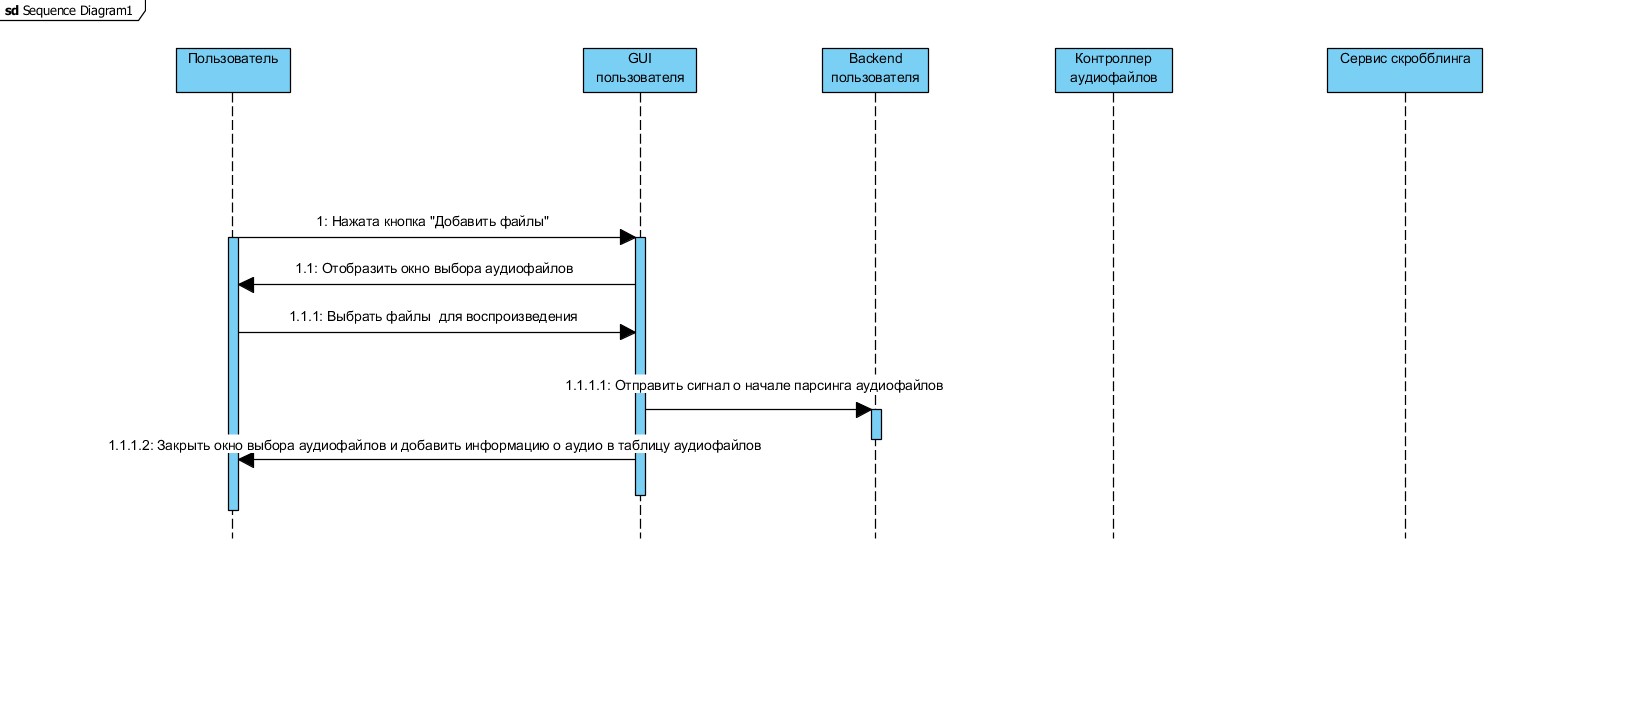 sd Sequence Diagram1
Пользователь
GUI
пользователя
Backend
пользователя
Контроллер
аудиофайлов
Сервис скробблинга
1: Нажата кнопка "Добавить файлы"
1.1: Отобразить окно выбора аудиофайлов
1.1.1: Выбрать файлы  для воспроизведения
1.1.1.1: Отправить сигнал о начале парсинга аудиофайлов
1.1.1.2: Закрыть окно выбора аудиофайлов и добавить информацию о аудио в таблицу аудиофайлов